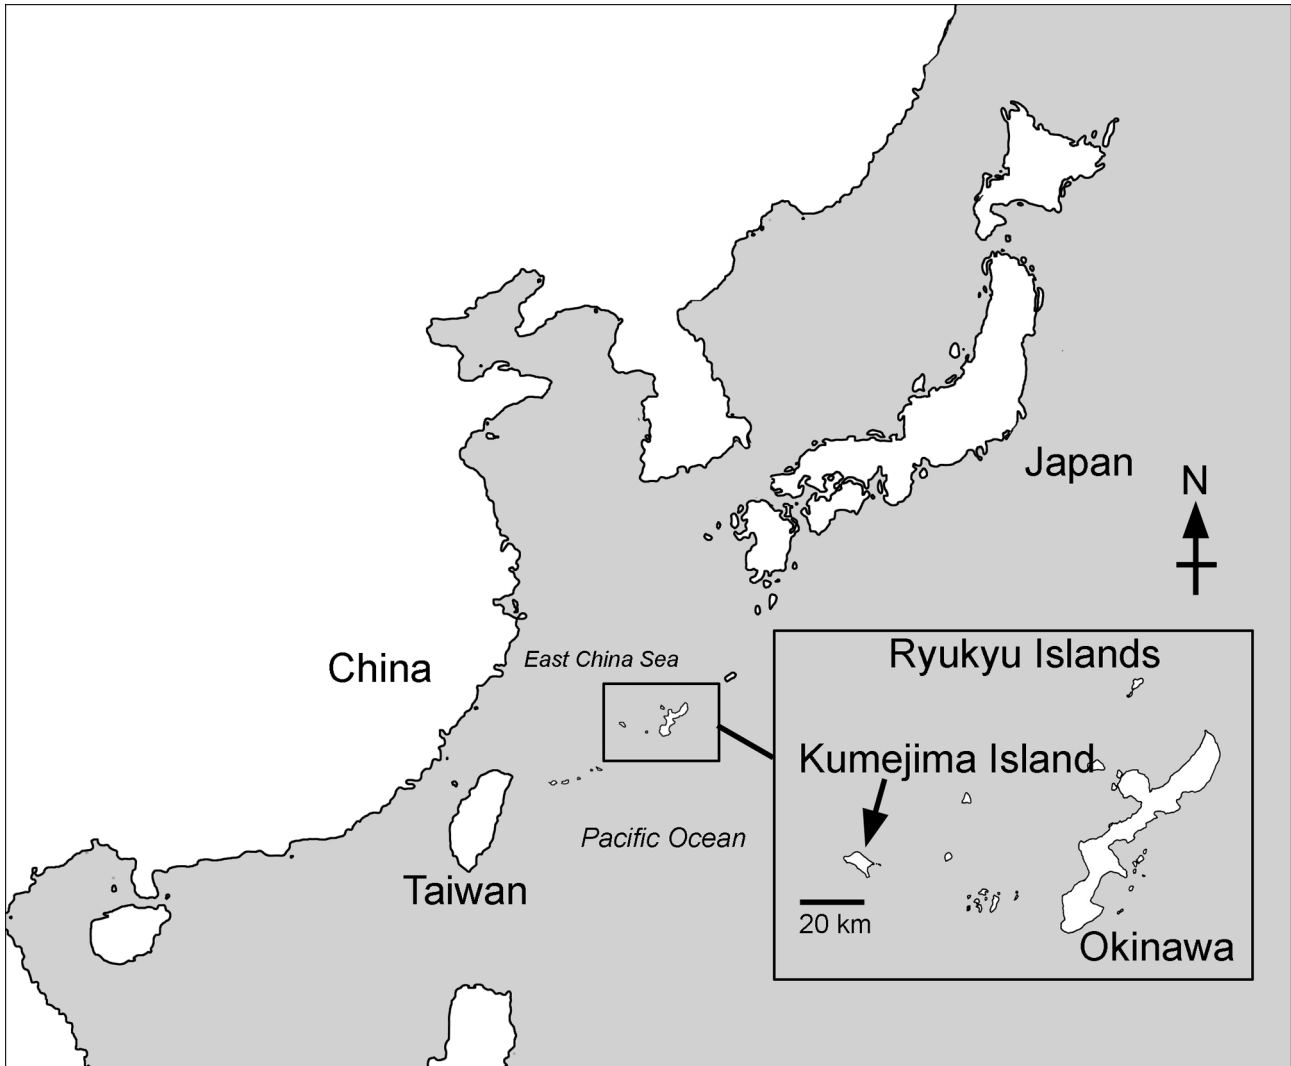 Japan
N
China
East China Sea
Ryukyu Islands
Kumejima Island
Pacific Ocean
Taiwan
20 km
Okinawa